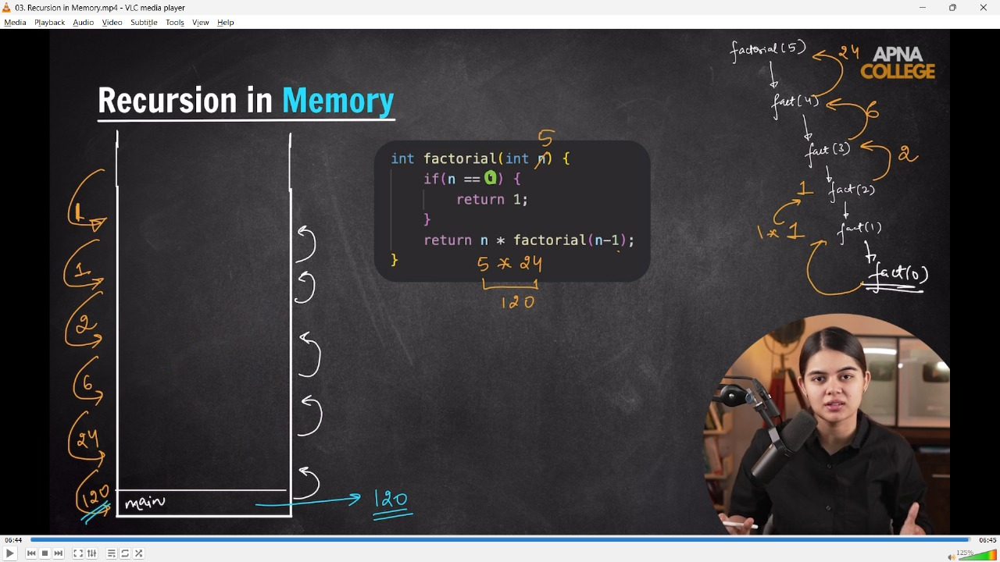 03. Recursion in Memory.mp4 - VLC media player
Media Playback Audio Video Subtitle Tools View Help
Recursion in Memory
APNA
COLLEGE
5
int factorial(int n) {
if(n == 0) {
return 1;
}
return n * factorial(n-1);
}
5 * 24
120
factorial(5)
24
fact(4)
6
fact(3)
2
1
fact(2)
1 * 1
fact(1)
fact(0)
1
1
2
6
24
120
main
120
06:44
06:45
125%